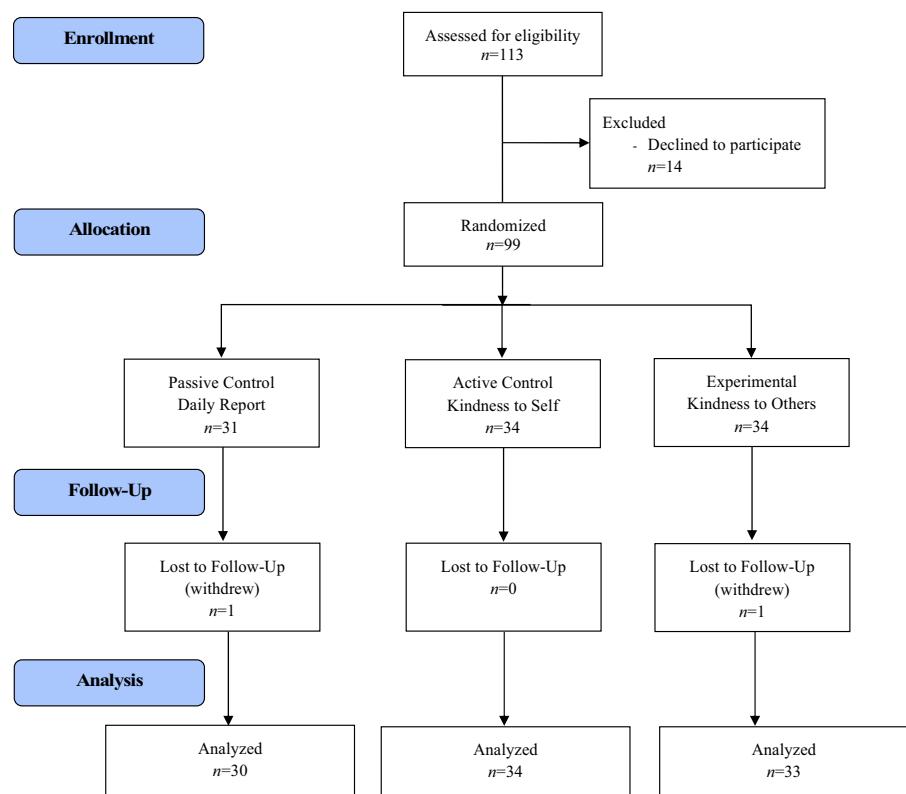 Enrollment
Assessed for eligibility
n=113
Excluded
- Declined to participate
n=14
Allocation
Randomized
n=99
Passive Control
Daily Report
n=31
Active Control
Kindness to Self
n=34
Experimental
Kindness to Others
n=34
Follow-Up
Lost to Follow-Up
(withdrew)
n=1
Lost to Follow-Up
n=0
Lost to Follow-Up
(withdrew)
n=1
Analysis
Analyzed
n=30
Analyzed
n=34
Analyzed
n=33